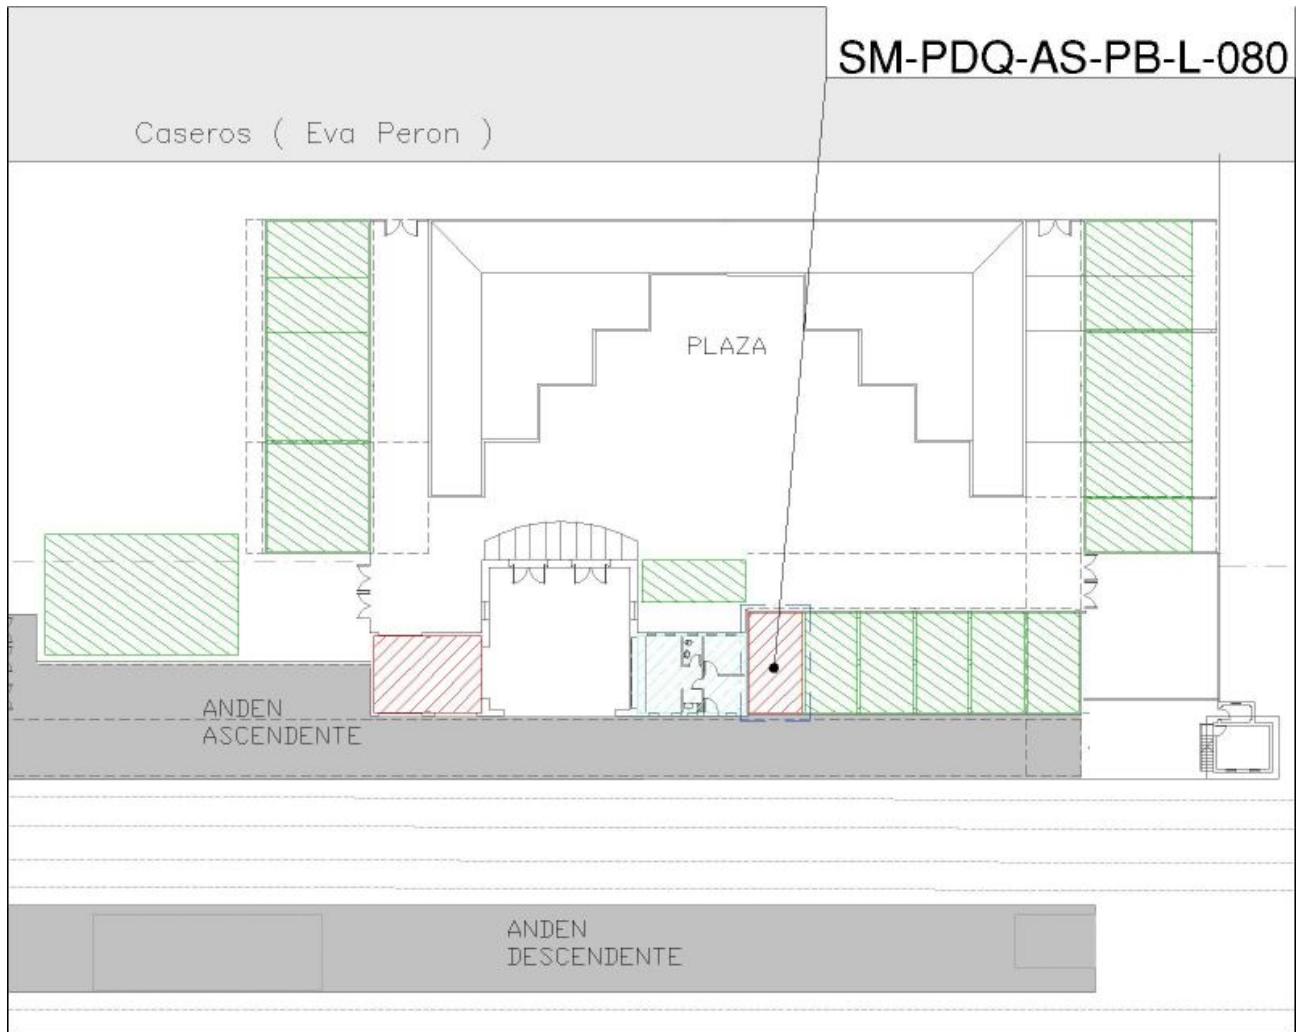 SM-PDQ-AS-PB-L-080
Caseros ( Eva Peron )
PLAZA
ANDEN
ASCENDENTE
ANDEN
DESCENDENTE